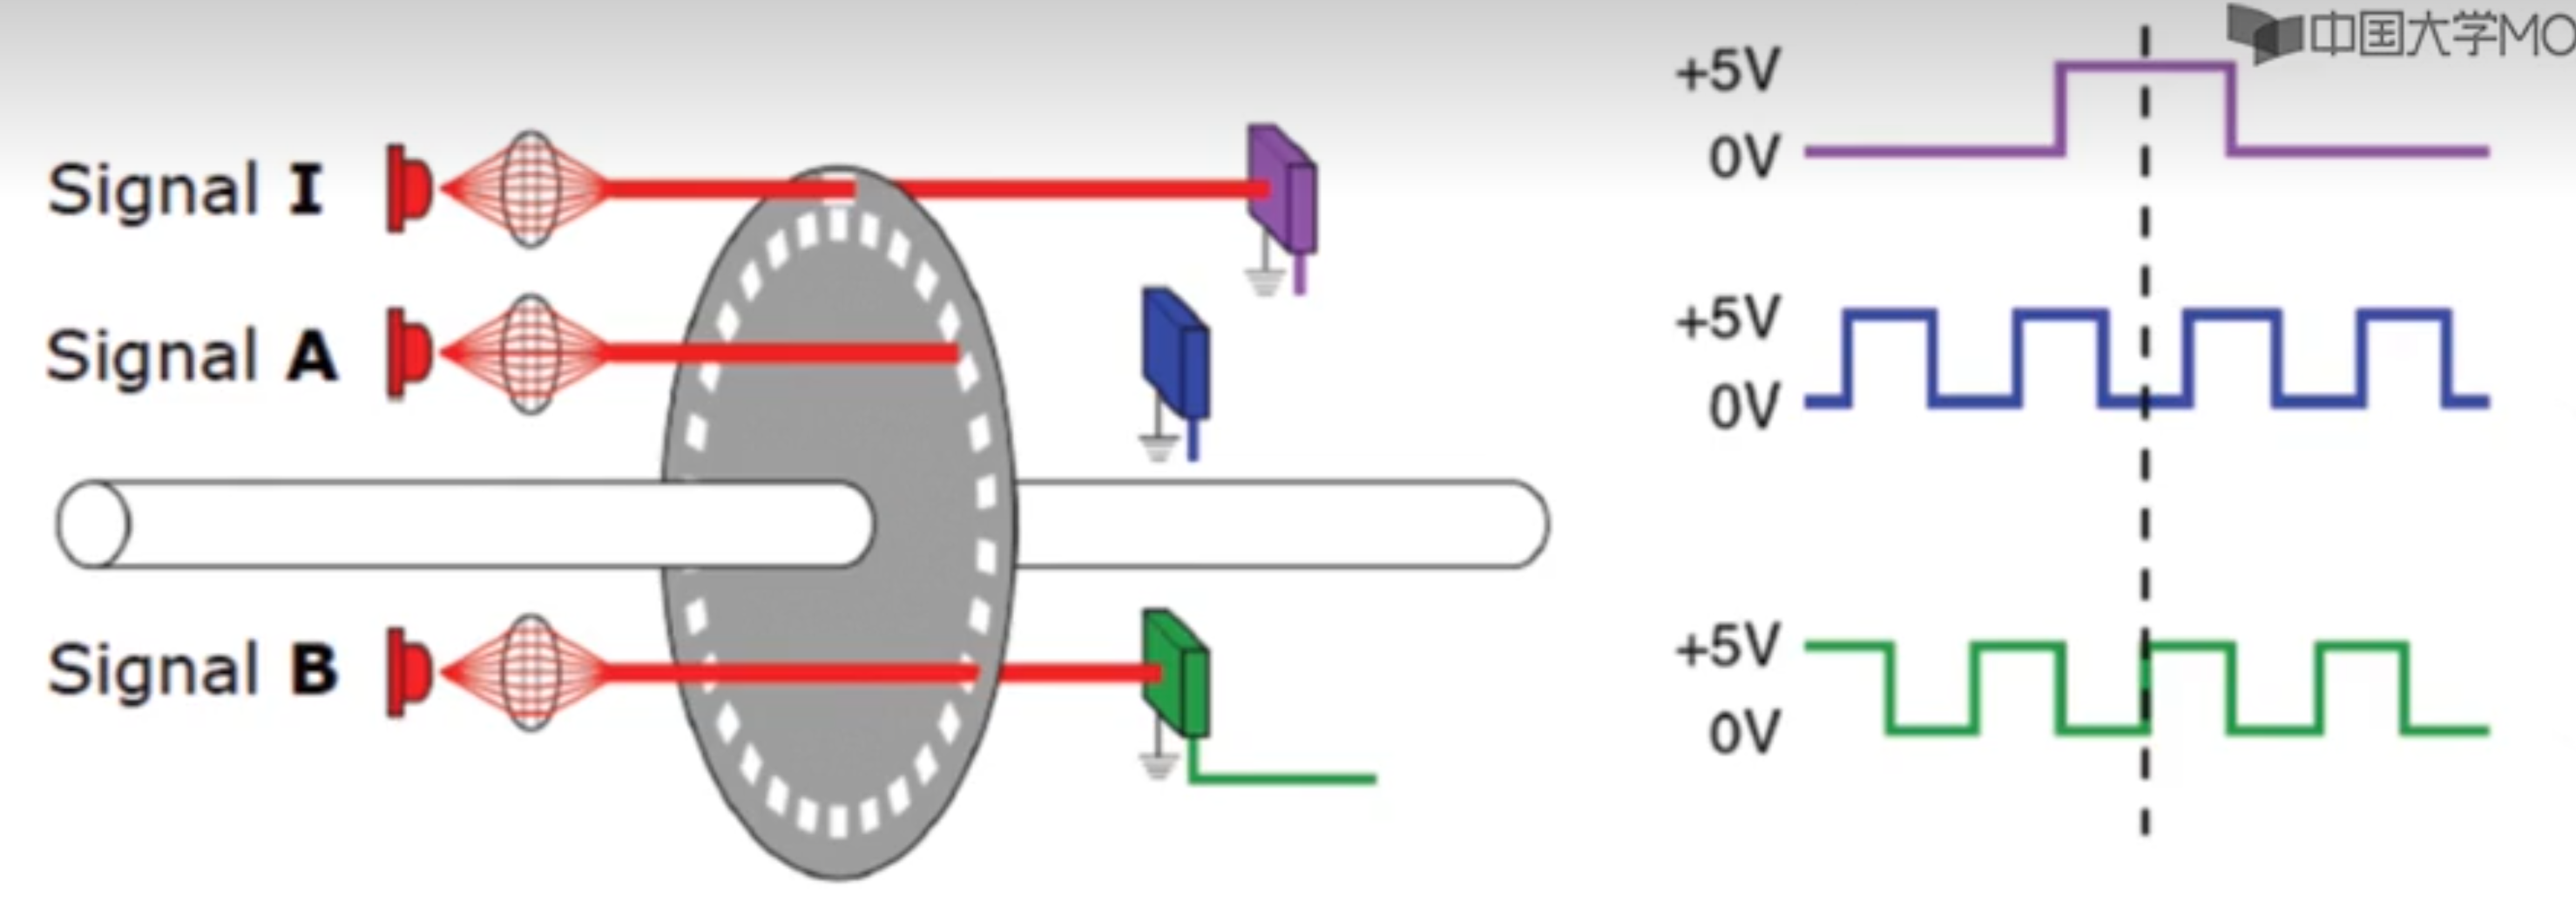 中国大学MO
Signal I
+5V
0V
Signal A
+5V
0V
Signal B
+5V
0V